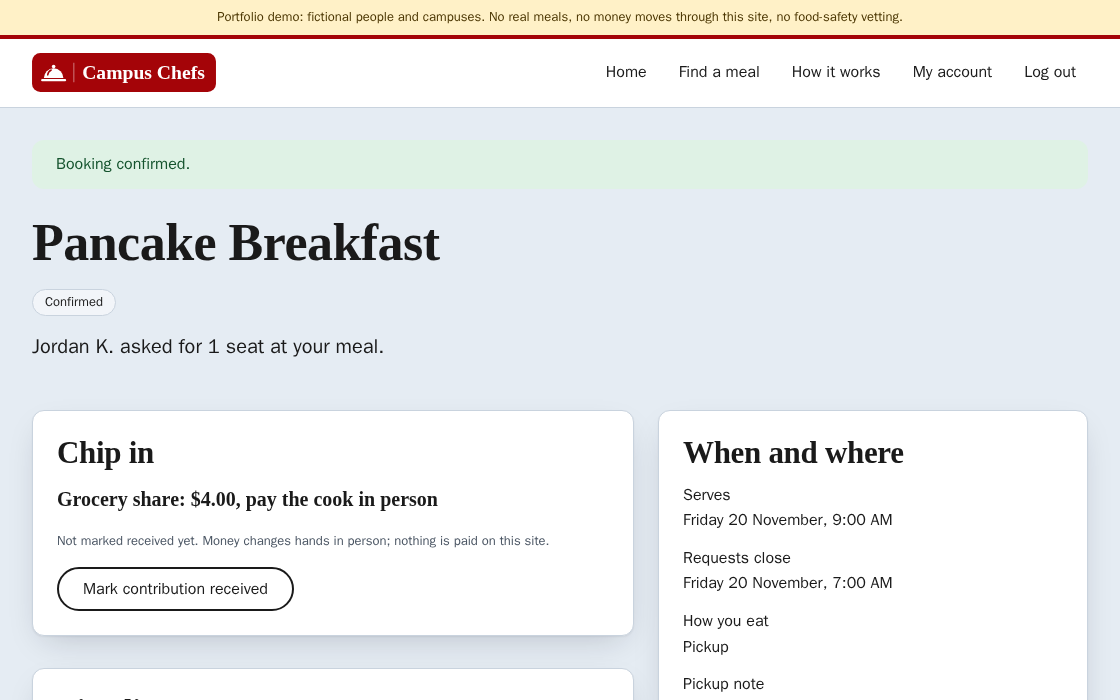 Portfolio demo: fictional people and campuses. No real meals, no money moves through this site, no food-safety vetting.
Campus Chefs
Home
Find a meal
How it works
My account
Log out
Booking confirmed.
Pancake Breakfast
Confirmed
Jordan K. asked for 1 seat at your meal.
Chip in
Grocery share: $4.00, pay the cook in person
Not marked received yet. Money changes hands in person; nothing is paid on this site.
Mark contribution received
When and where
Serves
Friday 20 November, 9:00 AM
Requests close
Friday 20 November, 7:00 AM
How you eat
Pickup
Pickup note